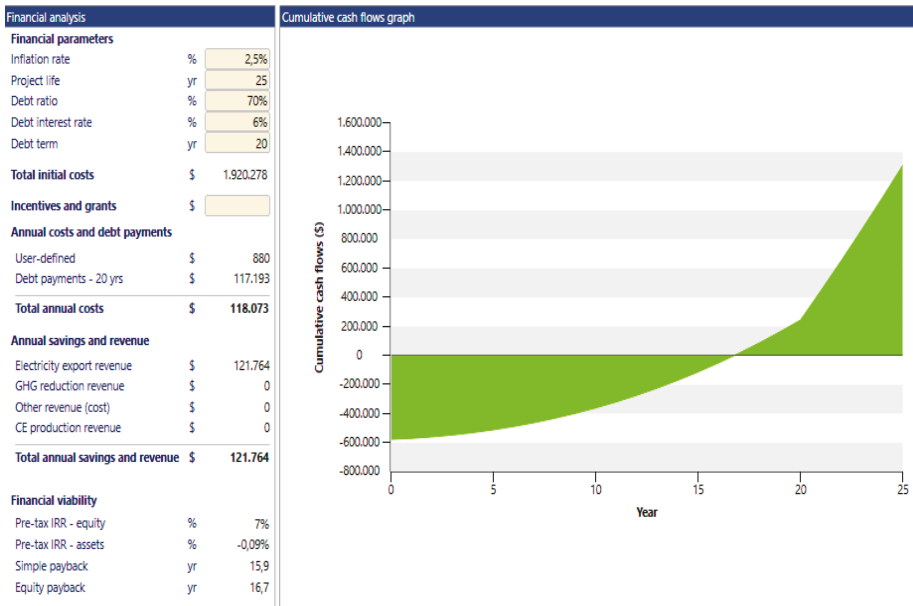 Financial analysis
Financial parameters
Inflation rate % 2,5%
Project life yr 25
Debt ratio % 70%
Debt interest rate % 6%
Debt term yr 20
Total initial costs $ 1.920.278
Incentives and grants $
Annual costs and debt payments
User-defined $ 880
Debt payments - 20 yrs $ 117.193
Total annual costs $ 118.073
Annual savings and revenue
Electricity export revenue $ 121.764
GHG reduction revenue $ 0
Other revenue (cost) $ 0
CE production revenue $ 0
Total annual savings and revenue $ 121.764
Financial viability
Pre-tax IRR - equity % 7%
Pre-tax IRR - assets % -0,09%
Simple payback yr 15,9
Equity payback yr 16,7
Cumulative cash flows graph
Cumulative cash flows ($)
1.600.000
1.400.000
1.200.000
1.000.000
800.000
600.000
400.000
200.000
0
-200.000
-400.000
-600.000
-800.000
0 5 10 15 20 25
Year